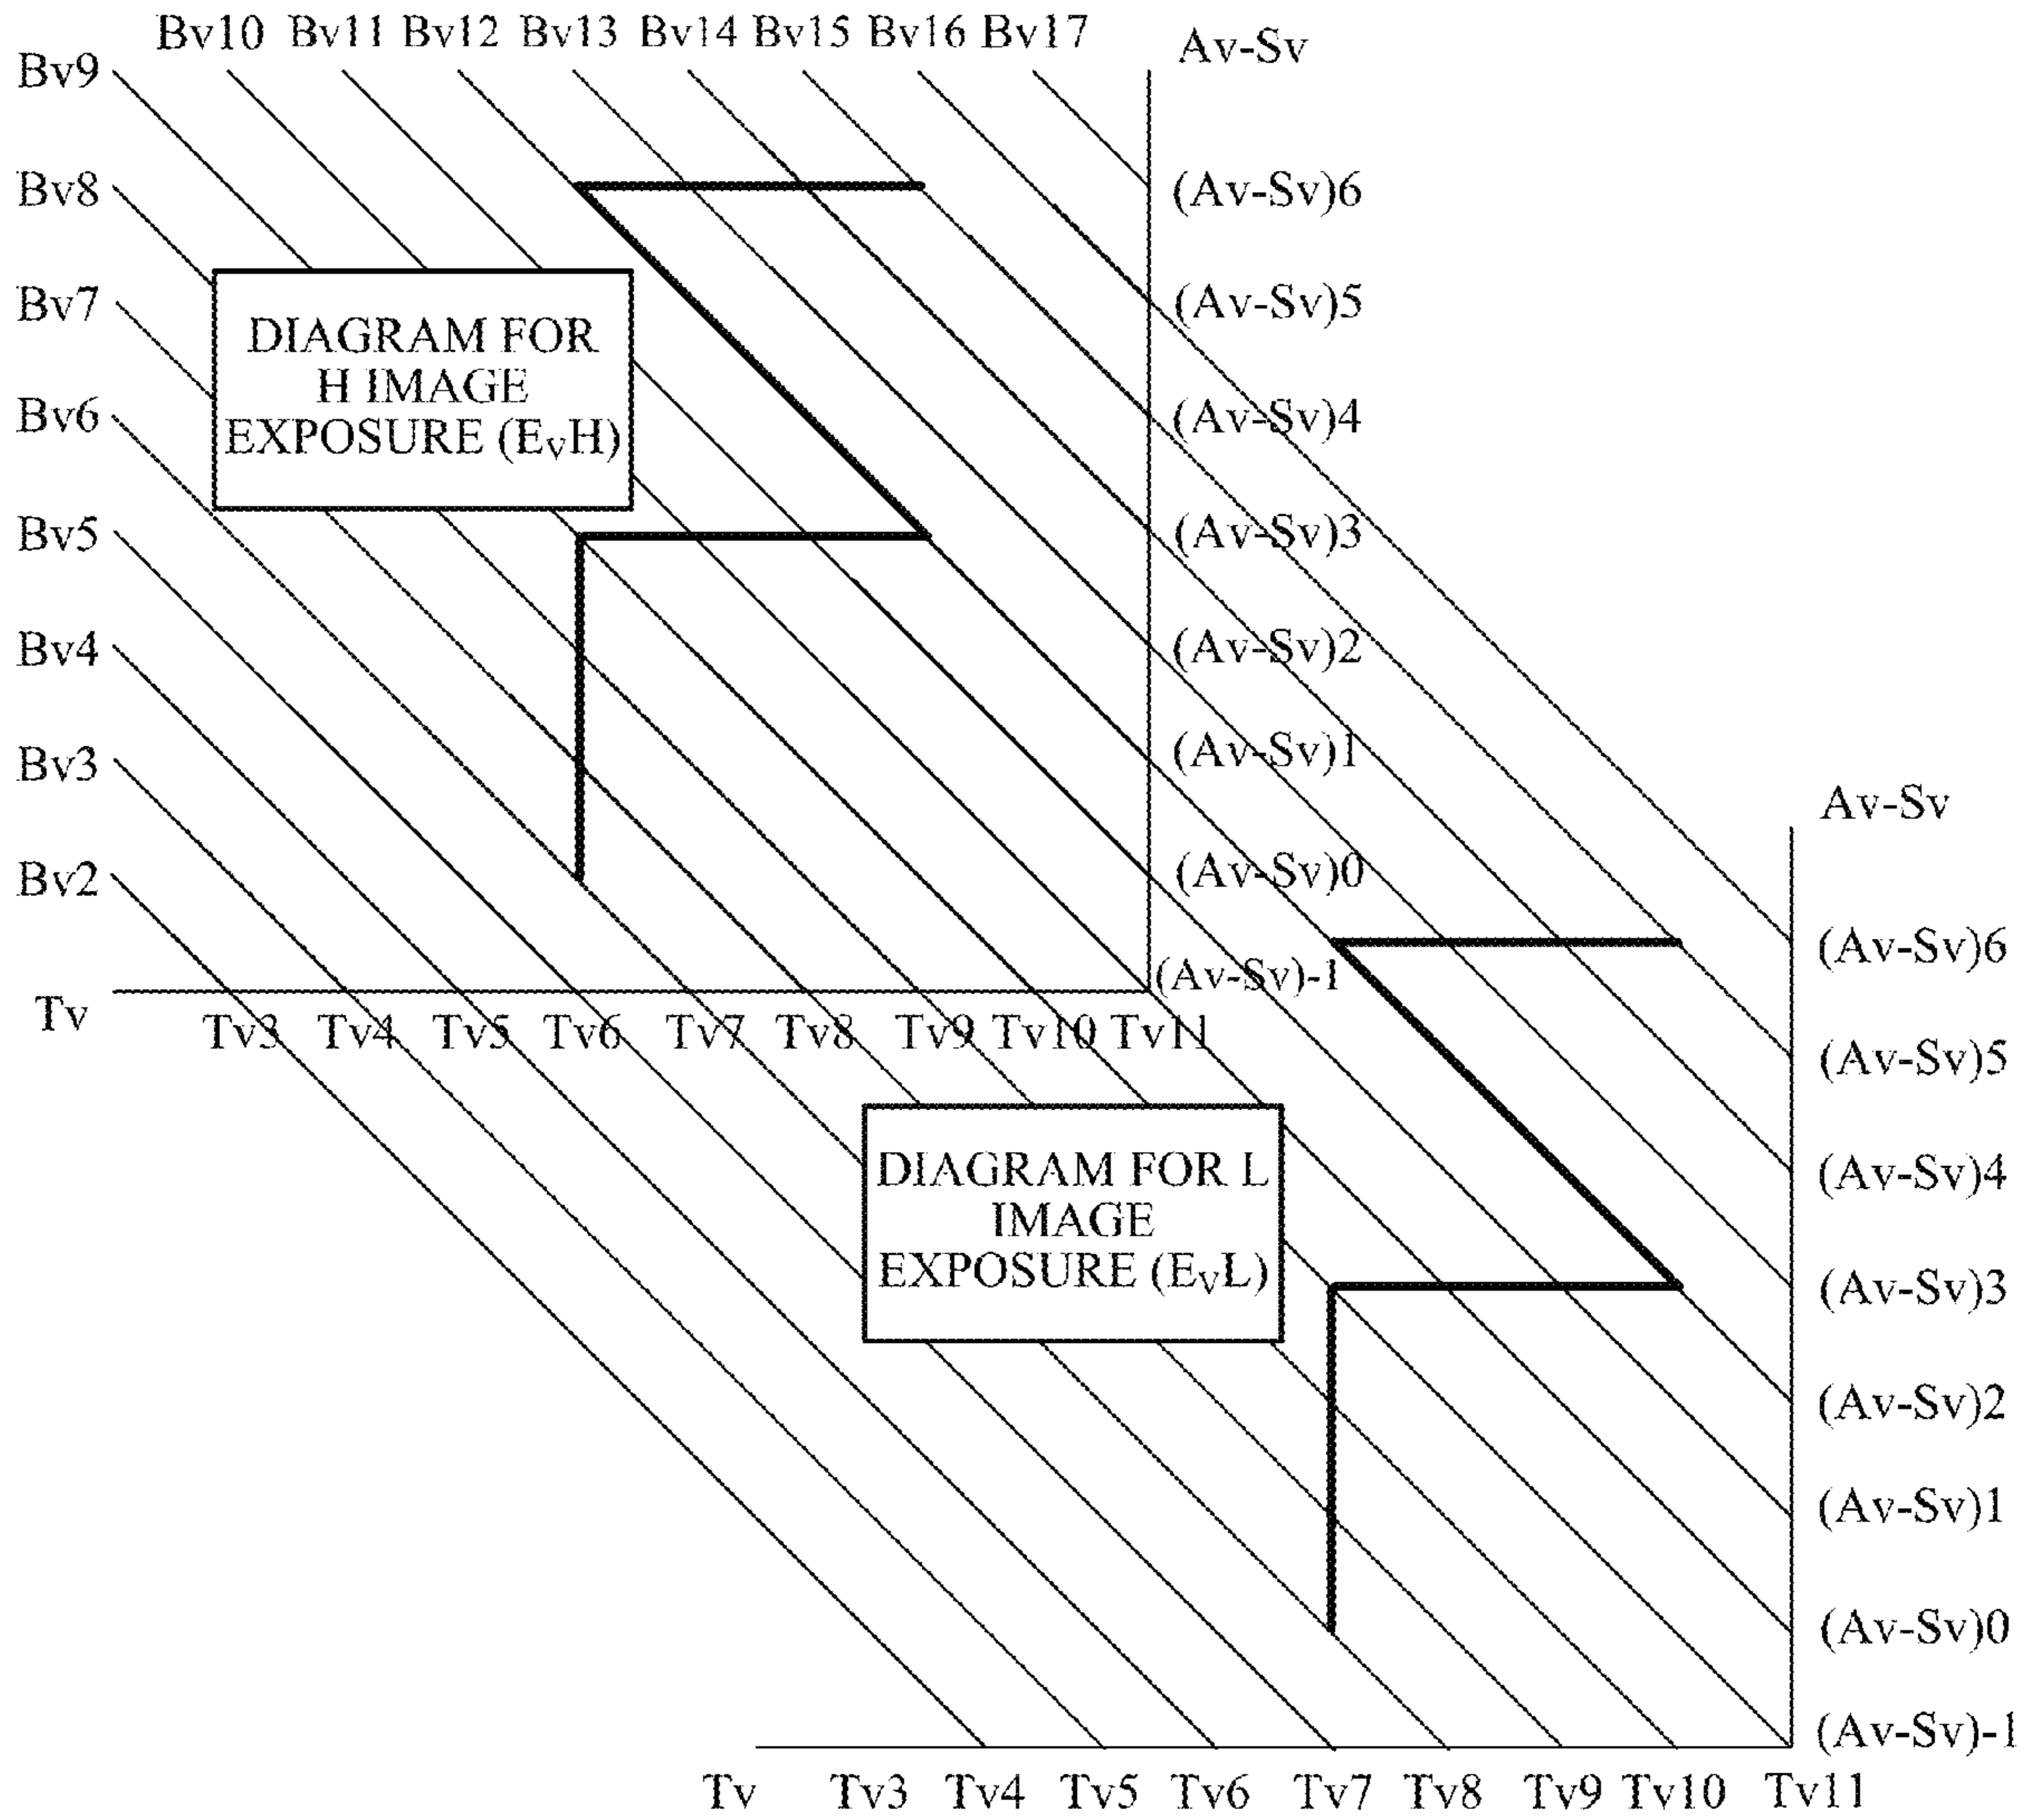 Bv10 Bv11 Bv12 Bv13 Bv14 Bv15 Bv16 Bv17
Av-Sv
Bv9
Bv8
Bv7
Bv6
Bv5
Bv4
Bv3
Bv2
DIAGRAM FOR
H IMAGE
EXPOSURE (EVH)
(Av-Sv)6
(Av-Sv)5
(Av-Sv)4
(Av-Sv)3
(Av-Sv)2
(Av-Sv)1
(Av-Sv)0
(Av-Sv)-1
Tv Tv3 Tv4 Tv5 Tv6 Tv7 Tv8 Tv9 Tv10 Tv11
DIAGRAM FOR L
IMAGE
EXPOSURE (EVL)
Av-Sv
(Av-Sv)6
(Av-Sv)5
(Av-Sv)4
(Av-Sv)3
(Av-Sv)2
(Av-Sv)1
(Av-Sv)0
(Av-Sv)-1
Tv Tv3 Tv4 Tv5 Tv6 Tv7 Tv8 Tv9 Tv10 Tv11